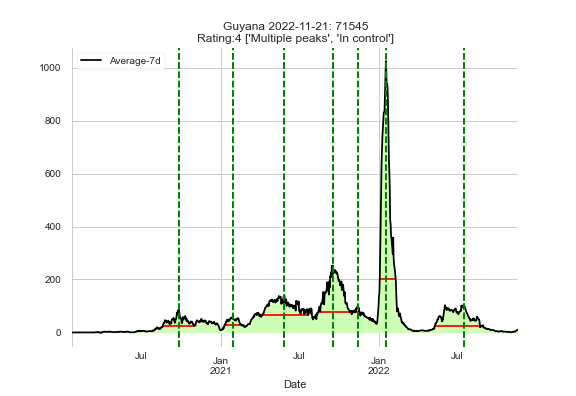 Guyana 2022-11-21: 71545
Rating:4 ['Multiple peaks', 'In control']
Average-7d
1000
800
600
400
200
0
Jul
Jan
2021
Jul
Jan
2022
Jul
Date